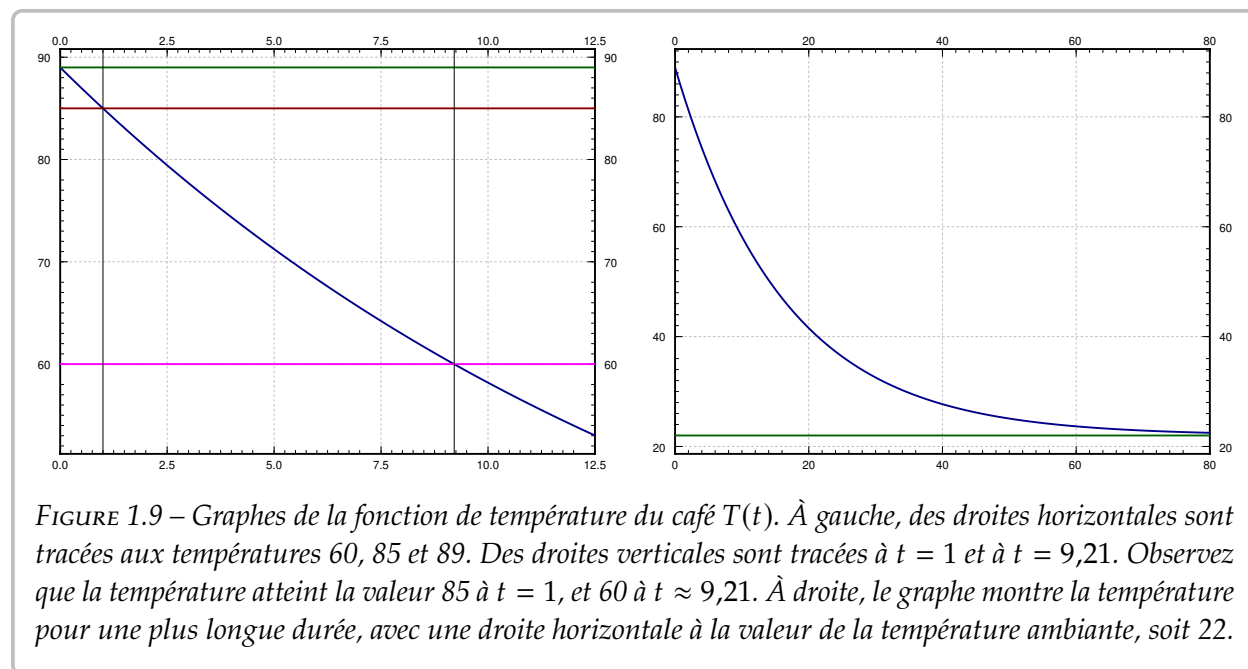 0.0 2.5 5.0 7.5 10.0 12.5
90 90
80 80
70 70
60 60
0.0 2.5 5.0 7.5 10.0 12.5
0 20 40 60 80
80 80
60 60
40 40
20 20
0 20 40 60 80
FIGURE 1.9 – Graphes de la fonction de température du café T(t). À gauche, des droites horizontales sont
tracées aux températures 60, 85 et 89. Des droites verticales sont tracées à t = 1 et à t = 9,21. Observez
que la température atteint la valeur 85 à t = 1, et 60 à t ≈ 9,21. À droite, le graphe montre la température
pour une plus longue durée, avec une droite horizontale à la valeur de la température ambiante, soit 22.